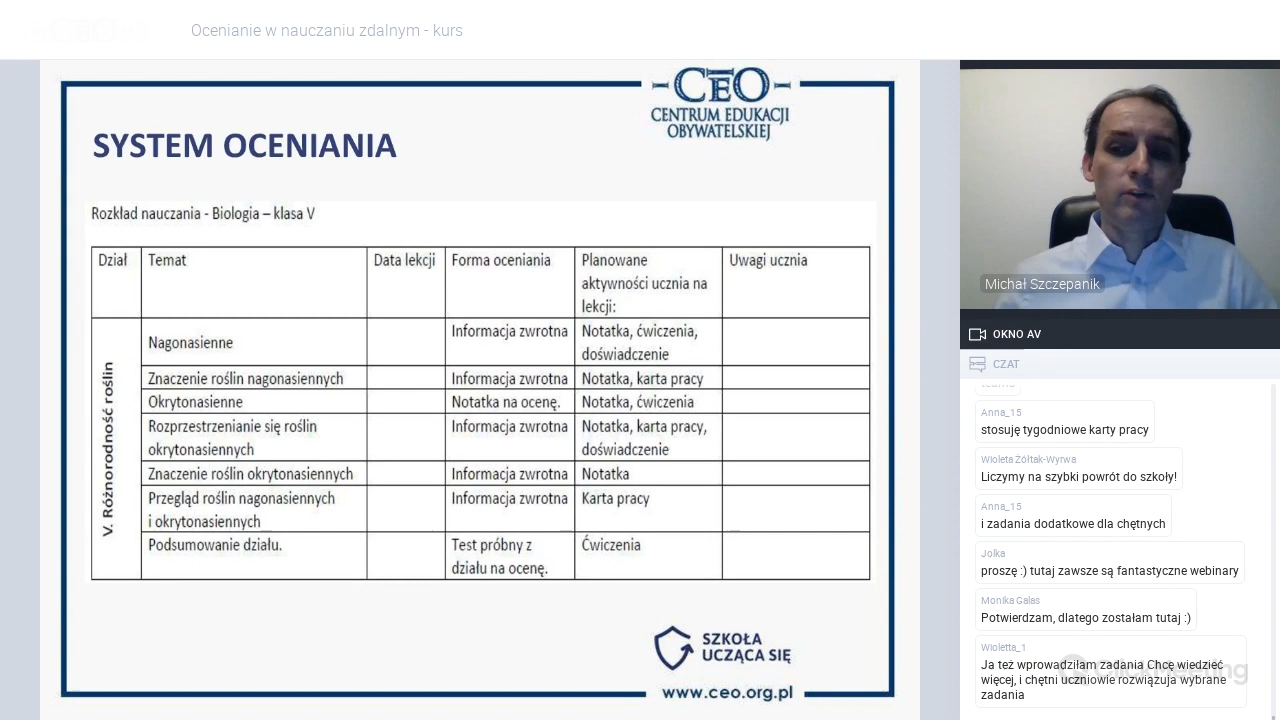 Ocenianie w nauczaniu zdalnym - kurs
CEO
CENTRUM EDUKACJI
OBYWATELSKIEJ
SYSTEM OCENIANIA
Rozkład nauczania - Biologia – klasa V
Dział Temat Data lekcji Forma oceniania Planowane aktywności ucznia na lekcji: Uwagi ucznia
V. Różnorodność roślin
Nagonasienne Informacja zwrotna Notatka, ćwiczenia, doświadczenie
Znaczenie roślin nagonasiennych Informacja zwrotna Notatka, karta pracy
Okrytonasienne Notatka na ocenę. Notatka, ćwiczenia
Rozprzestrzenianie się roślin okrytonasiennych Informacja zwrotna Notatka, karta pracy, doświadczenie
Znaczenie roślin okrytonasiennych Informacja zwrotna Notatka
Przegląd roślin nagonasiennych i okrytonasiennych Informacja zwrotna Karta pracy
Podsumowanie działu. Test próbny z działu na ocenę. Ćwiczenia
SZKOŁA
UCZĄCA SIĘ
www.ceo.org.pl
Michał Szczepanik
OKNO AV
CZAT
Anna_15
stosuję tygodniowe karty pracy
Wioleta Żółtak-Wyrwa
Liczymy na szybki powrót do szkoły!
Anna_15
i zadania dodatkowe dla chętnych
Jolka
proszę :) tutaj zawsze są fantastyczne webinary
Monika Galas
Potwierdzam, dlatego zostałam tutaj :)
Wioletta_1
Ja też wprowadziłam zadania Chcę wiedzieć
więcej, i chętni uczniowie rozwiązuja wybrane
zadania
ClickMeeting